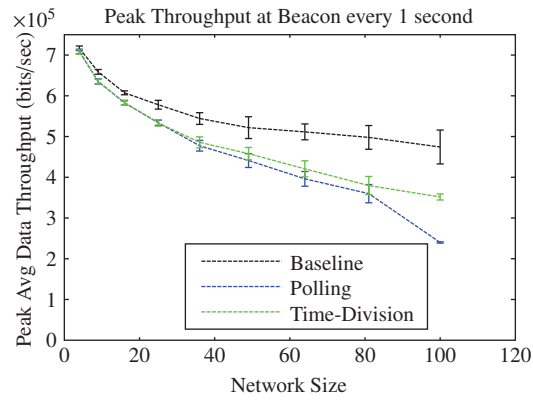 Peak Throughput at Beacon every 1 second
×10⁵
Peak Avg Data Throughput (bits/sec)
7
6
5
4
3
2
1
0
0 20 40 60 80 100 120
Network Size
Baseline
Polling
Time-Division